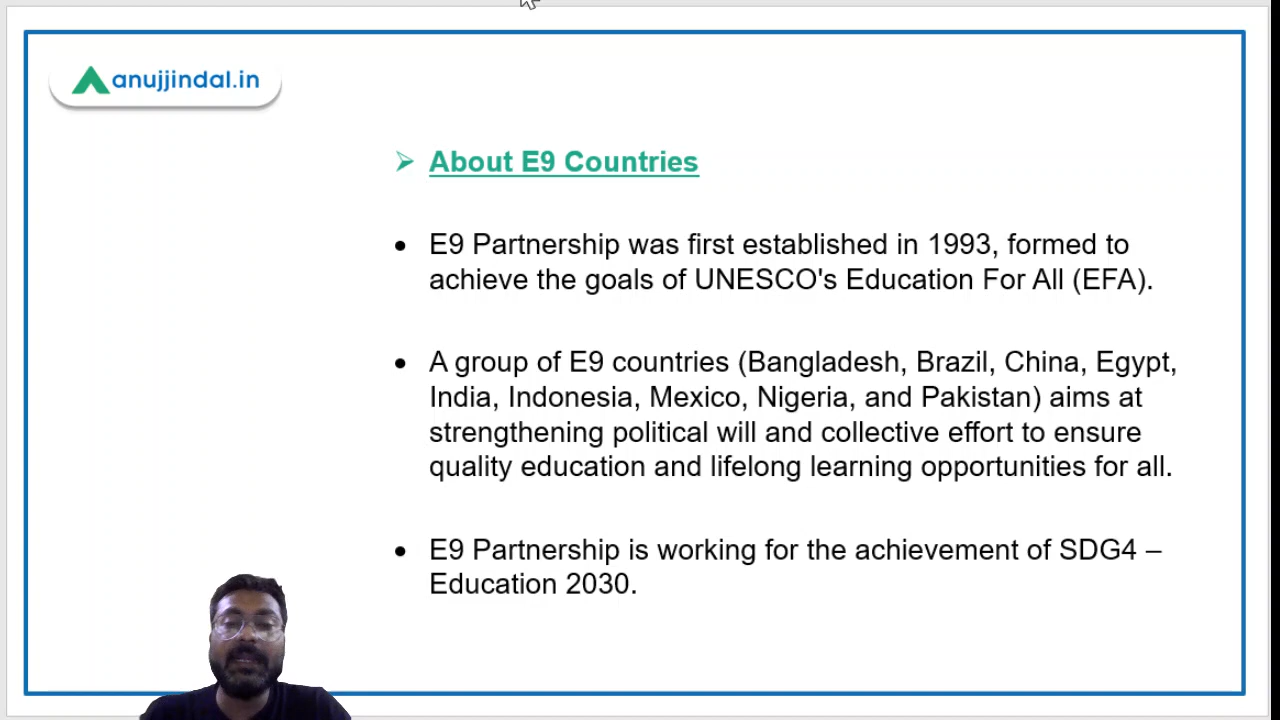 anujjindal.in
About E9 Countries
E9 Partnership was first established in 1993, formed to
achieve the goals of UNESCO's Education For All (EFA).
A group of E9 countries (Bangladesh, Brazil, China, Egypt,
India, Indonesia, Mexico, Nigeria, and Pakistan) aims at
strengthening political will and collective effort to ensure
quality education and lifelong learning opportunities for all.
E9 Partnership is working for the achievement of SDG4 –
Education 2030.